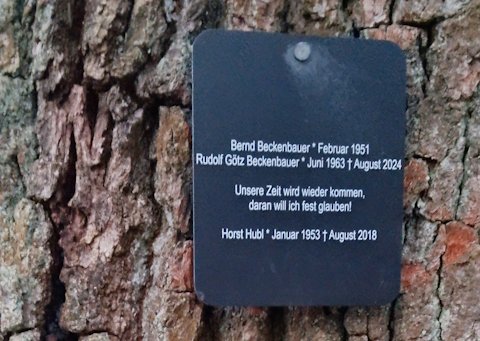 Bernd Beckenbauer * Februar 1951
Rudolf Götz Beckenbauer * Juni 1963 † August 2024
Unsere Zeit wird wieder kommen,
daran will ich fest glauben!
Horst Hubl * Januar 1953 † August 2018